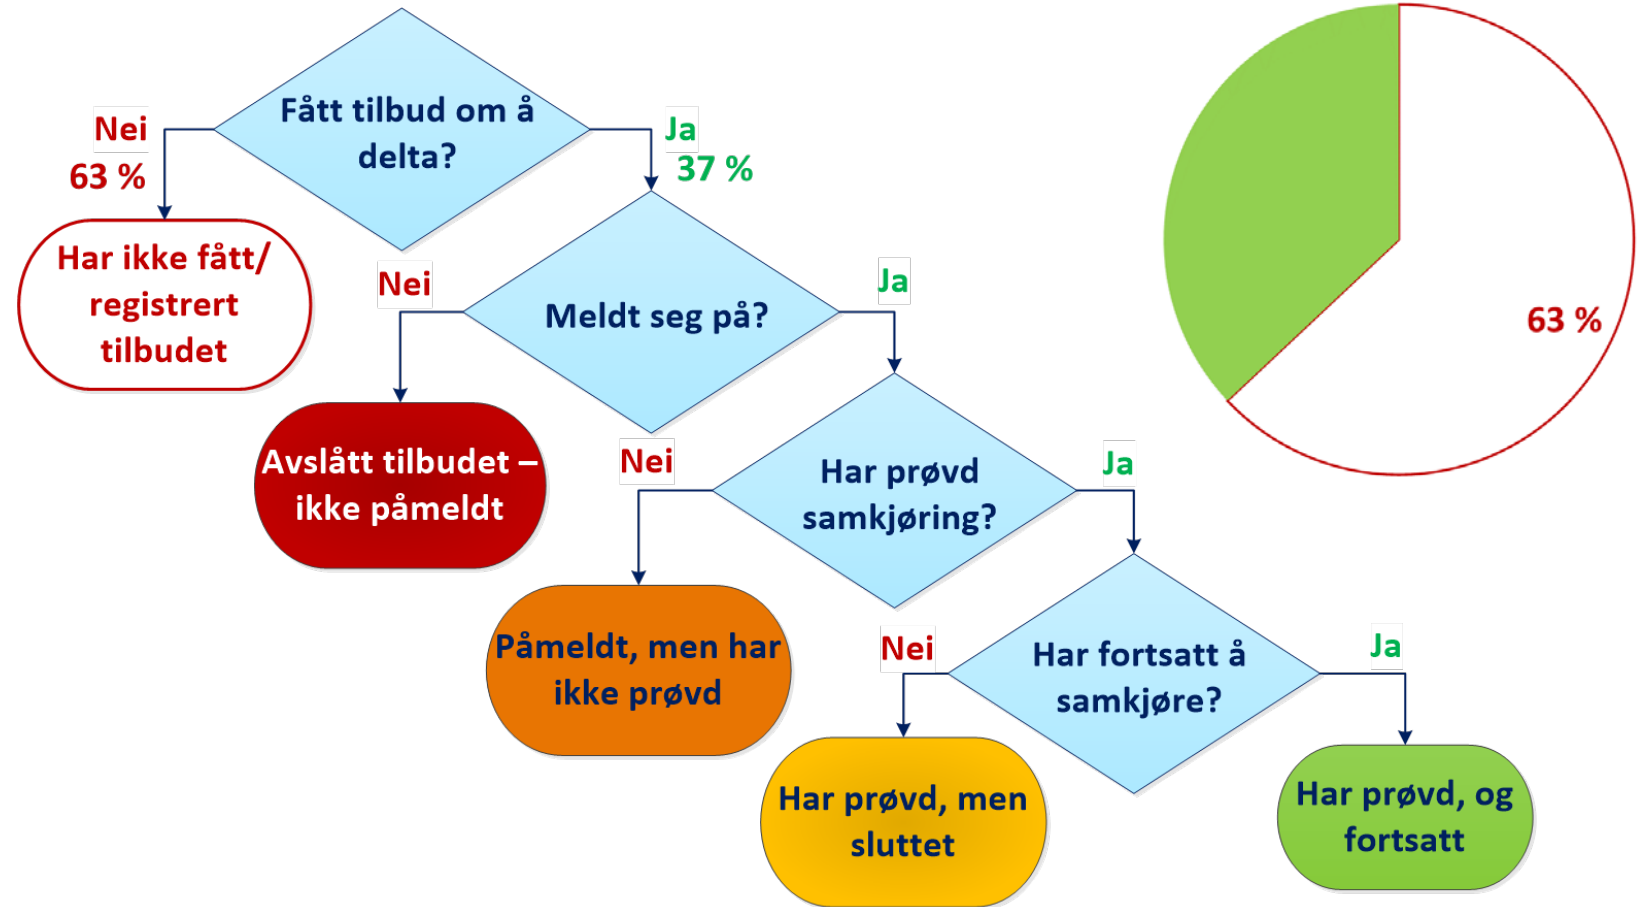 Fått tilbud om å
delta?
Nei
63 %
Ja
37 %
Har ikke fått/
registrert
tilbudet
Meldt seg på?
Nei
Ja
63 %
Avslått tilbudet –
ikke påmeldt
Har prøvd
samkjøring?
Nei
Ja
Påmeldt, men har
ikke prøvd
Har fortsatt å
samkjøre?
Nei
Ja
Har prøvd, men
sluttet
Har prøvd, og
fortsatt